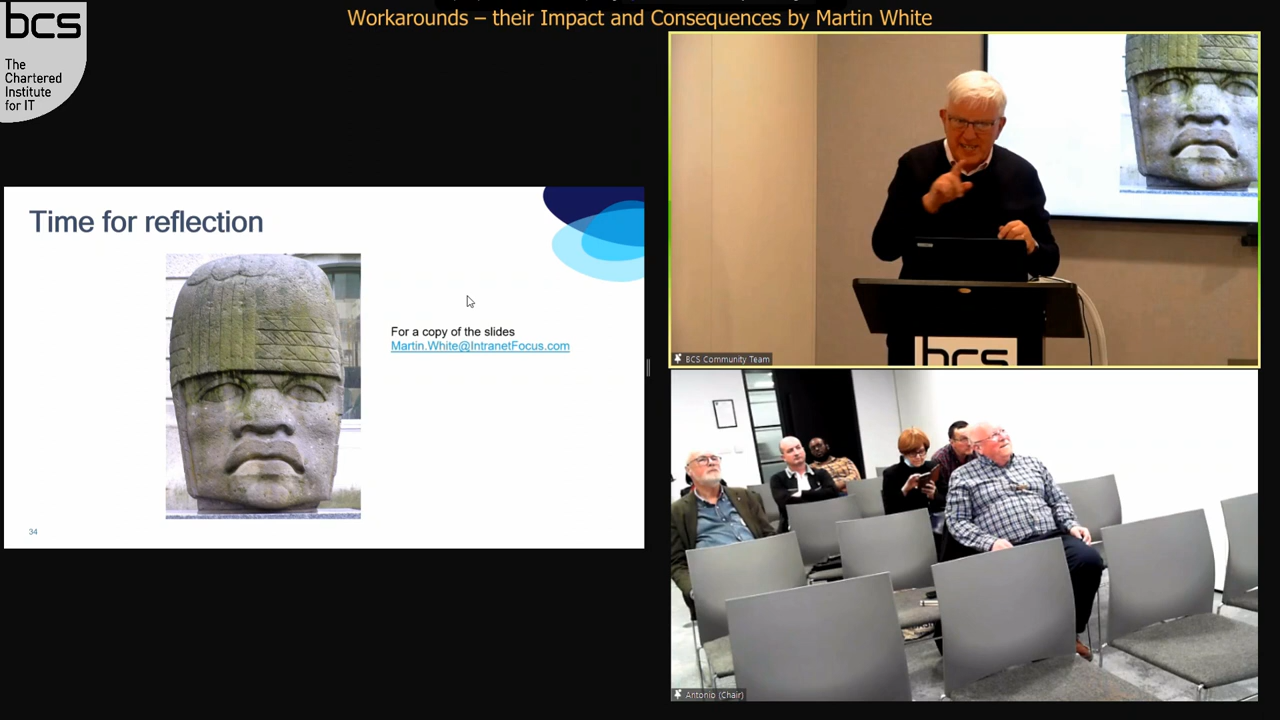 Workarounds – their Impact and Consequences by Martin White
bcs
The
Chartered
Institute
for IT
Time for reflection
For a copy of the slides
Martin.White@IntranetFocus.com
34
bcs
BCS Community Team
Antonio (Chair)